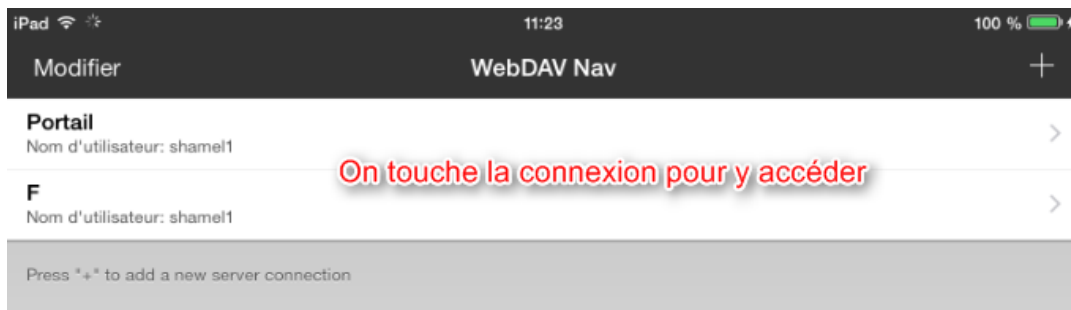 iPad 11:23 100 %
Modifier WebDAV Nav +
Portail
Nom d'utilisateur: shamel1
On touche la connexion pour y accéder
F
Nom d'utilisateur: shamel1
Press "+" to add a new server connection